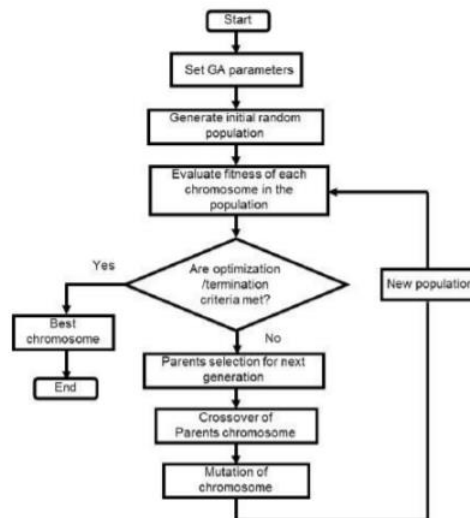 Start
Set GA parameters
Generate initial random
population
Evaluate fitness of each
chromosome in the
population
Yes
Are optimization
/termination
criteria met?
New population
Best
chromosome
No
End
Parents selection for next
generation
Crossover of
Parents chromosome
Mutation of
chromosome